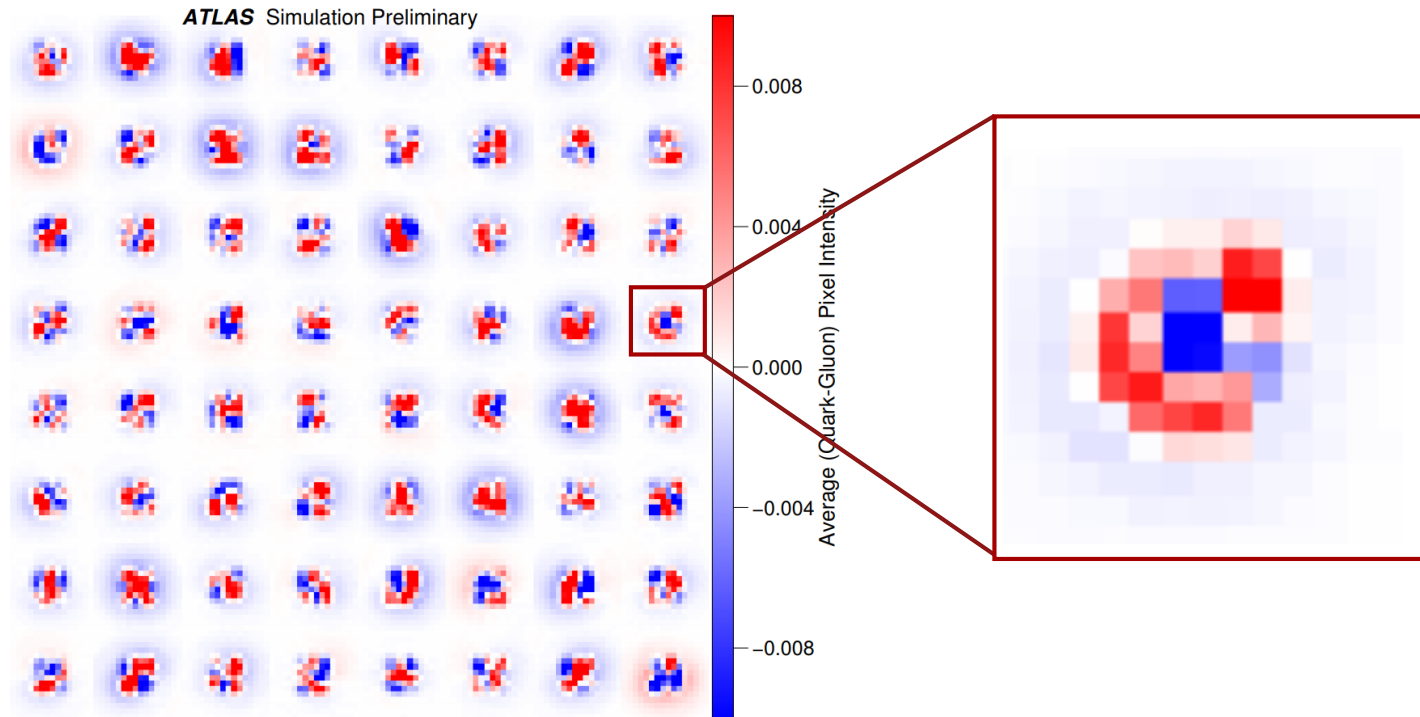 ATLAS Simulation Preliminary
0.008
0.004
0.000
−0.004
−0.008
Average (Quark-Gluon) Pixel Intensity